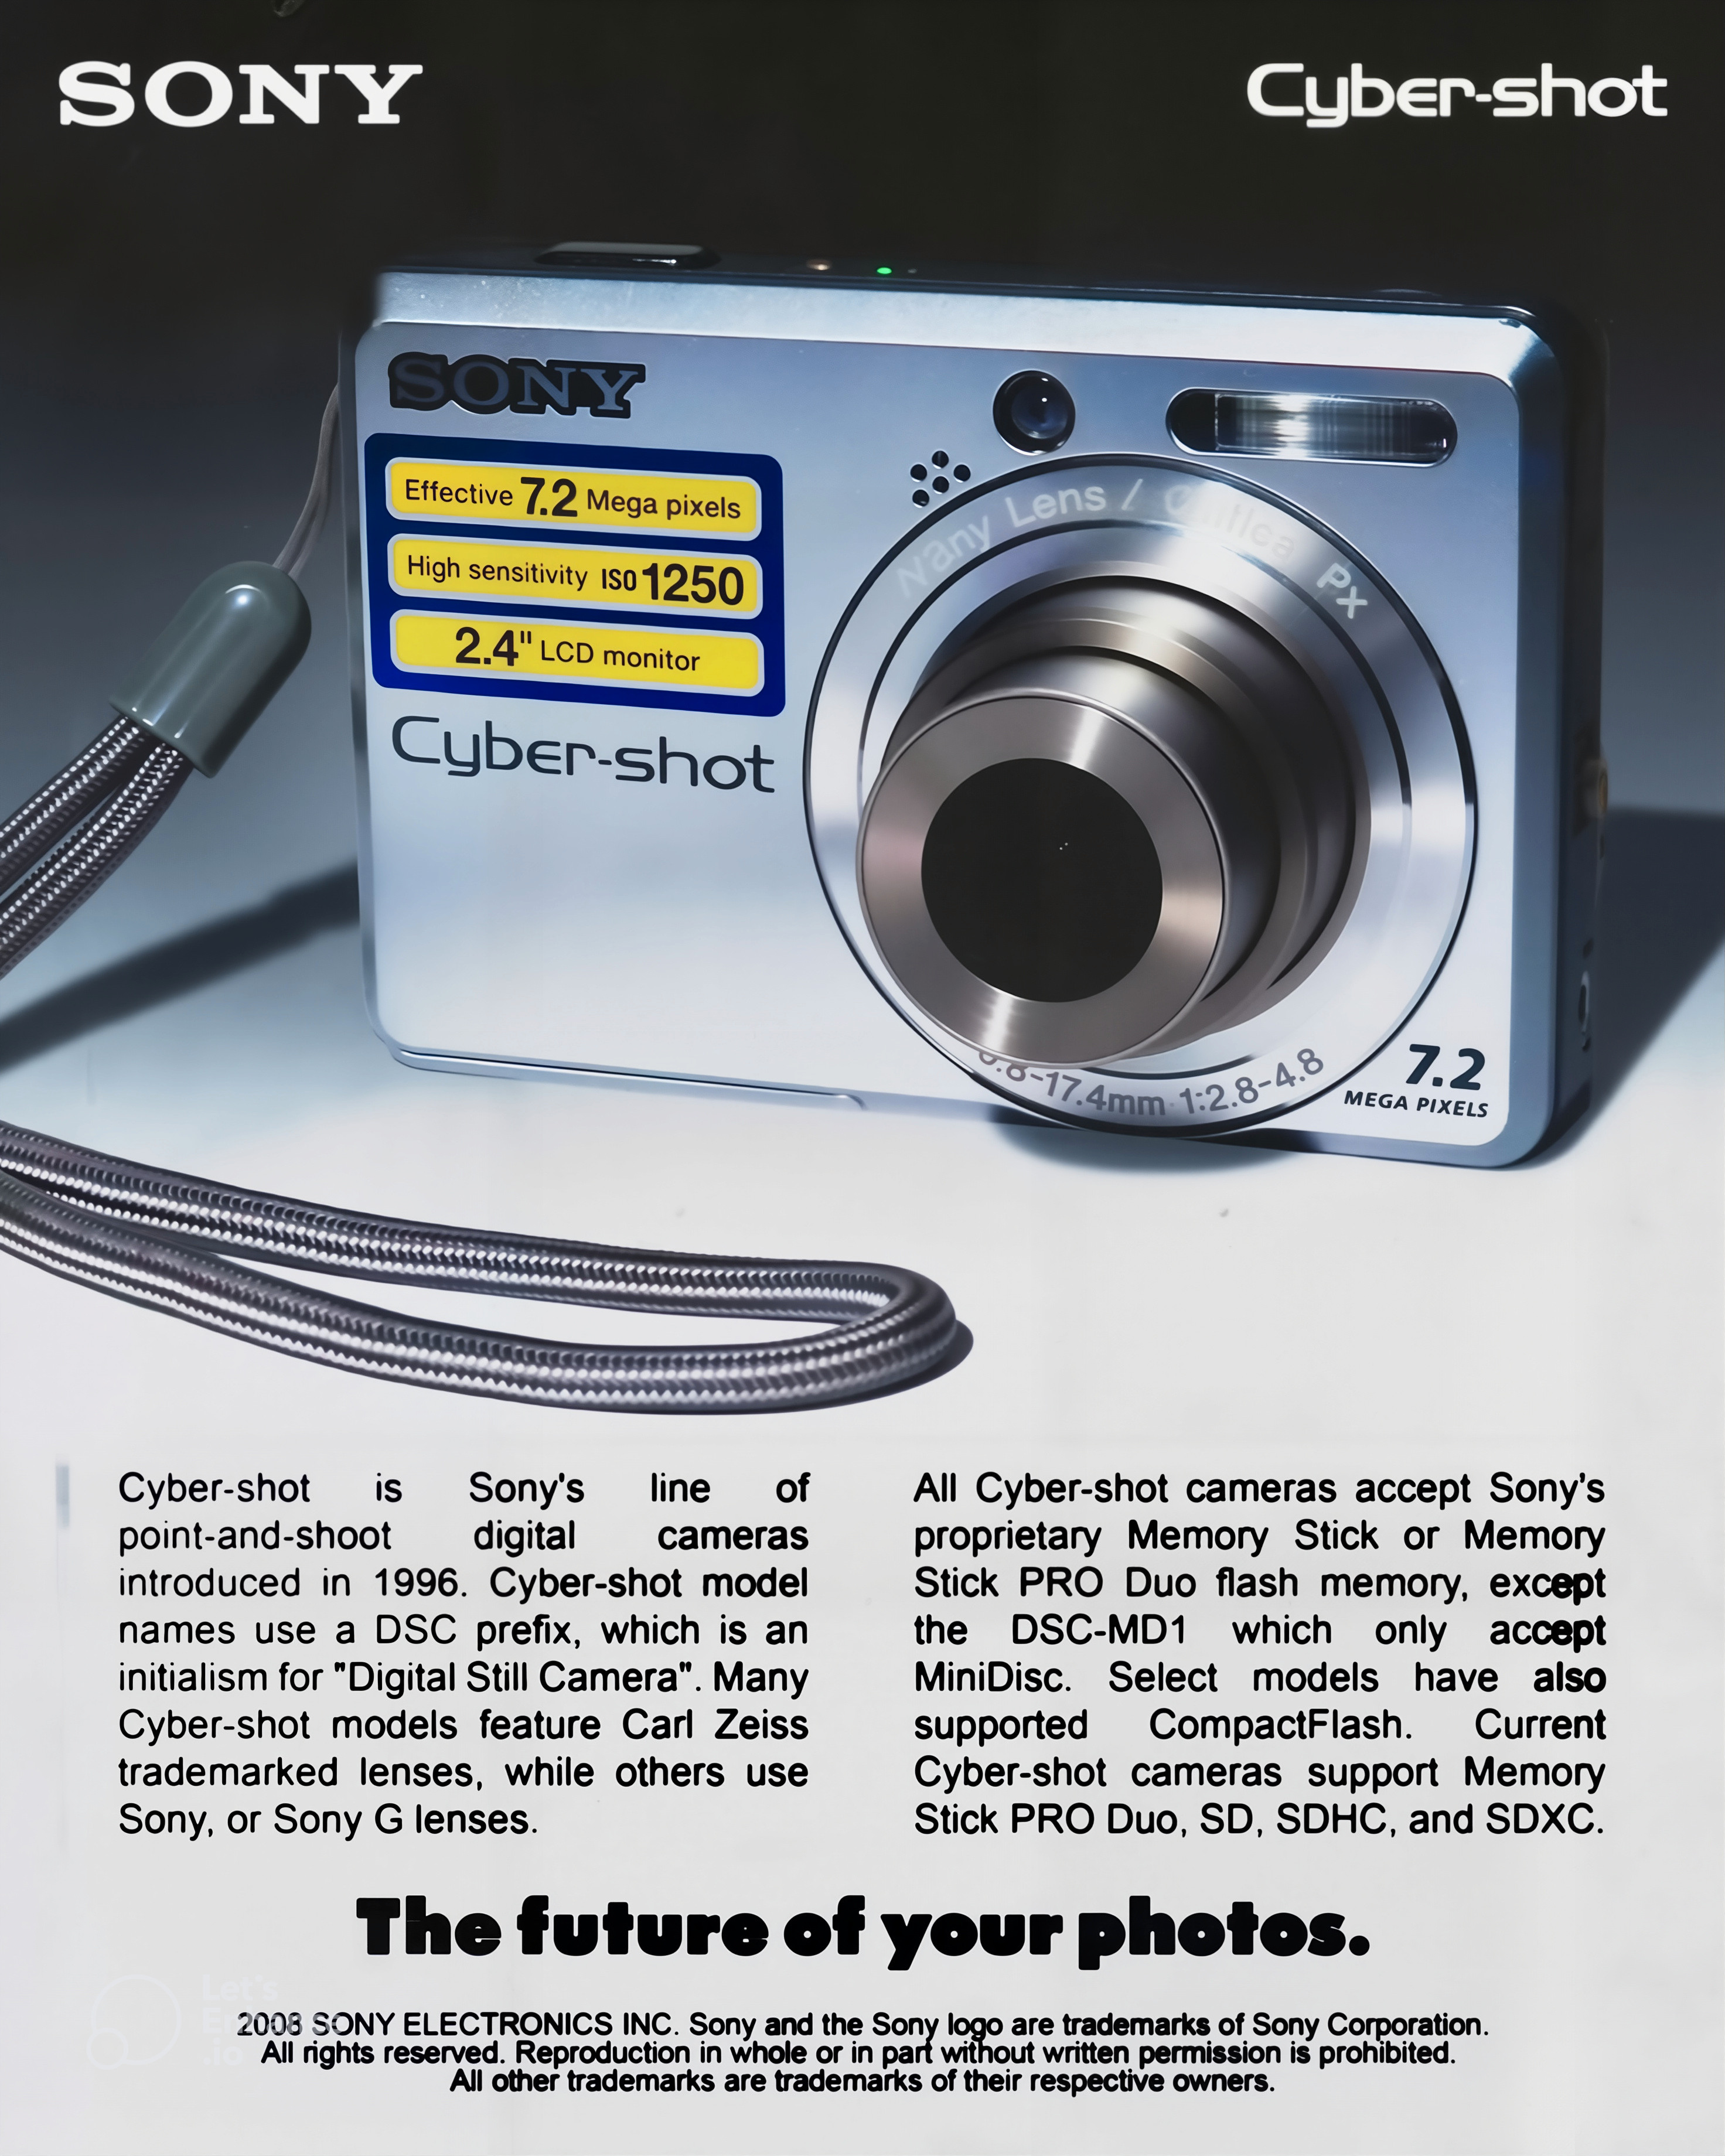 SONY
Cyber-shot
SONY
Effective 7.2 Mega pixels
High sensitivity ISO 1250
2.4" LCD monitor
Cyber-shot
Lens /
Px
17.4mm 1:2.8-4.8
7.2
MEGA PIXELS
Cyber-shot is Sony's line of
point-and-shoot digital cameras
introduced in 1996. Cyber-shot model
names use a DSC prefix, which is an
initialism for "Digital Still Camera". Many
Cyber-shot models feature Carl Zeiss
trademarked lenses, while others use
Sony, or Sony G lenses.
All Cyber-shot cameras accept Sony's
proprietary Memory Stick or Memory
Stick PRO Duo flash memory, except
the DSC-MD1 which only accept
MiniDisc. Select models have also
supported CompactFlash. Current
Cyber-shot cameras support Memory
Stick PRO Duo, SD, SDHC, and SDXC.
The future of your photos.
Let's
.io
2008 SONY ELECTRONICS INC. Sony and the Sony logo are trademarks of Sony Corporation.
All rights reserved. Reproduction in whole or in part without written permission is prohibited.
All other trademarks are trademarks of their respective owners.